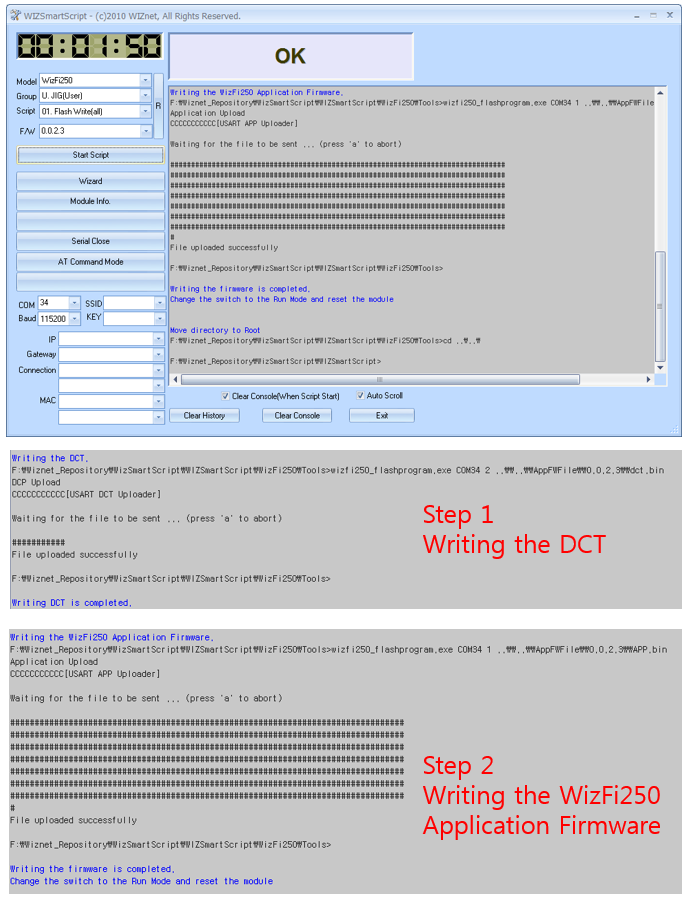 WIZSmartScript - (c)2010 WIZnet, All Rights Reserved.
00:01:50
OK
Model WizFi250
Group U. JIG(User)
Script 01. Flash Write(all)
R
F/W 0.0.2.3
Start Script
Wizard
Module Info.
Serial Close
AT Command Mode
COM 34 SSID
Baud 115200 KEY
IP
Gateway
Connection
MAC
Writing the WizFi250 Application Firmware,
F:₩Wiznet_Repository₩WizSmartScript₩WIZSmartScript₩WizFi250₩Tools>wizfi250_flashprogram,exe COM34 1 ,,₩₩,,₩₩AppFWFile
Application Upload
CCCCCCCCCCC[USART APP Uploader]
Waiting for the file to be sent ,,, (press 'a' to abort)
################################################################################
################################################################################
################################################################################
################################################################################
################################################################################
################################################################################
################################################################################
#
File uploaded successfully
F:₩Wiznet_Repository₩WizSmartScript₩WIZSmartScript₩WizFi250₩Tools>
Writing the firmware is completed,
Change the switch to the Run Mode and reset the module
Move directory to Root
F:₩Wiznet_Repository₩WizSmartScript₩WIZSmartScript₩WizFi250₩Tools>cd ,,₩,,₩
F:₩Wiznet_Repository₩WizSmartScript₩WIZSmartScript>
Clear Console(When Script Start) Auto Scroll
Clear History Clear Console Exit
Writing the DCT,
F:₩Wiznet_Repository₩WizSmartScript₩WIZSmartScript₩WizFi250₩Tools>wizfi250_flashprogram,exe COM34 2 ,,₩₩,,₩₩AppFWFile₩₩0,0,2,3₩₩dct,bin
DCP Upload
CCCCCCCCCCC[USART DCT Uploader]
Waiting for the file to be sent ,,, (press 'a' to abort)
###########
File uploaded successfully
F:₩Wiznet_Repository₩WizSmartScript₩WIZSmartScript₩WizFi250₩Tools>
Writing DCT is completed,
Step 1
Writing the DCT
Writing the WizFi250 Application Firmware,
F:₩Wiznet_Repository₩WizSmartScript₩WIZSmartScript₩WizFi250₩Tools>wizfi250_flashprogram,exe COM34 1 ,,₩₩,,₩₩AppFWFile₩₩0,0,2,3₩₩APP,bin
Application Upload
CCCCCCCCCCC[USART APP Uploader]
Waiting for the file to be sent ,,, (press 'a' to abort)
################################################################################
################################################################################
################################################################################
################################################################################
################################################################################
################################################################################
################################################################################
#
File uploaded successfully
F:₩Wiznet_Repository₩WizSmartScript₩WIZSmartScript₩WizFi250₩Tools>
Writing the firmware is completed,
Change the switch to the Run Mode and reset the module
Step 2
Writing the WizFi250
Application Firmware